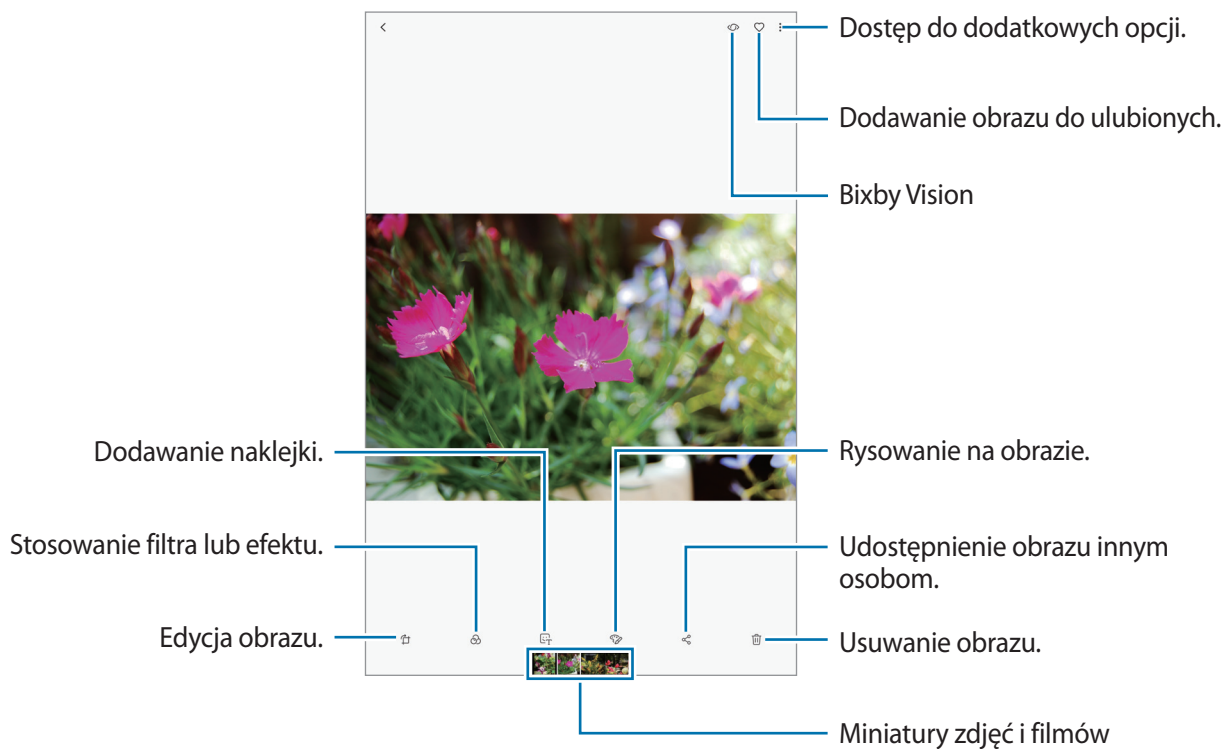 Dostęp do dodatkowych opcji.
Dodawanie obrazu do ulubionych.
Bixby Vision
Dodawanie naklejki.
Rysowanie na obrazie.
Stosowanie filtra lub efektu.
Udostępnienie obrazu innym
osobom.
Edycja obrazu.
Usuwanie obrazu.
Miniatury zdjęć i filmów